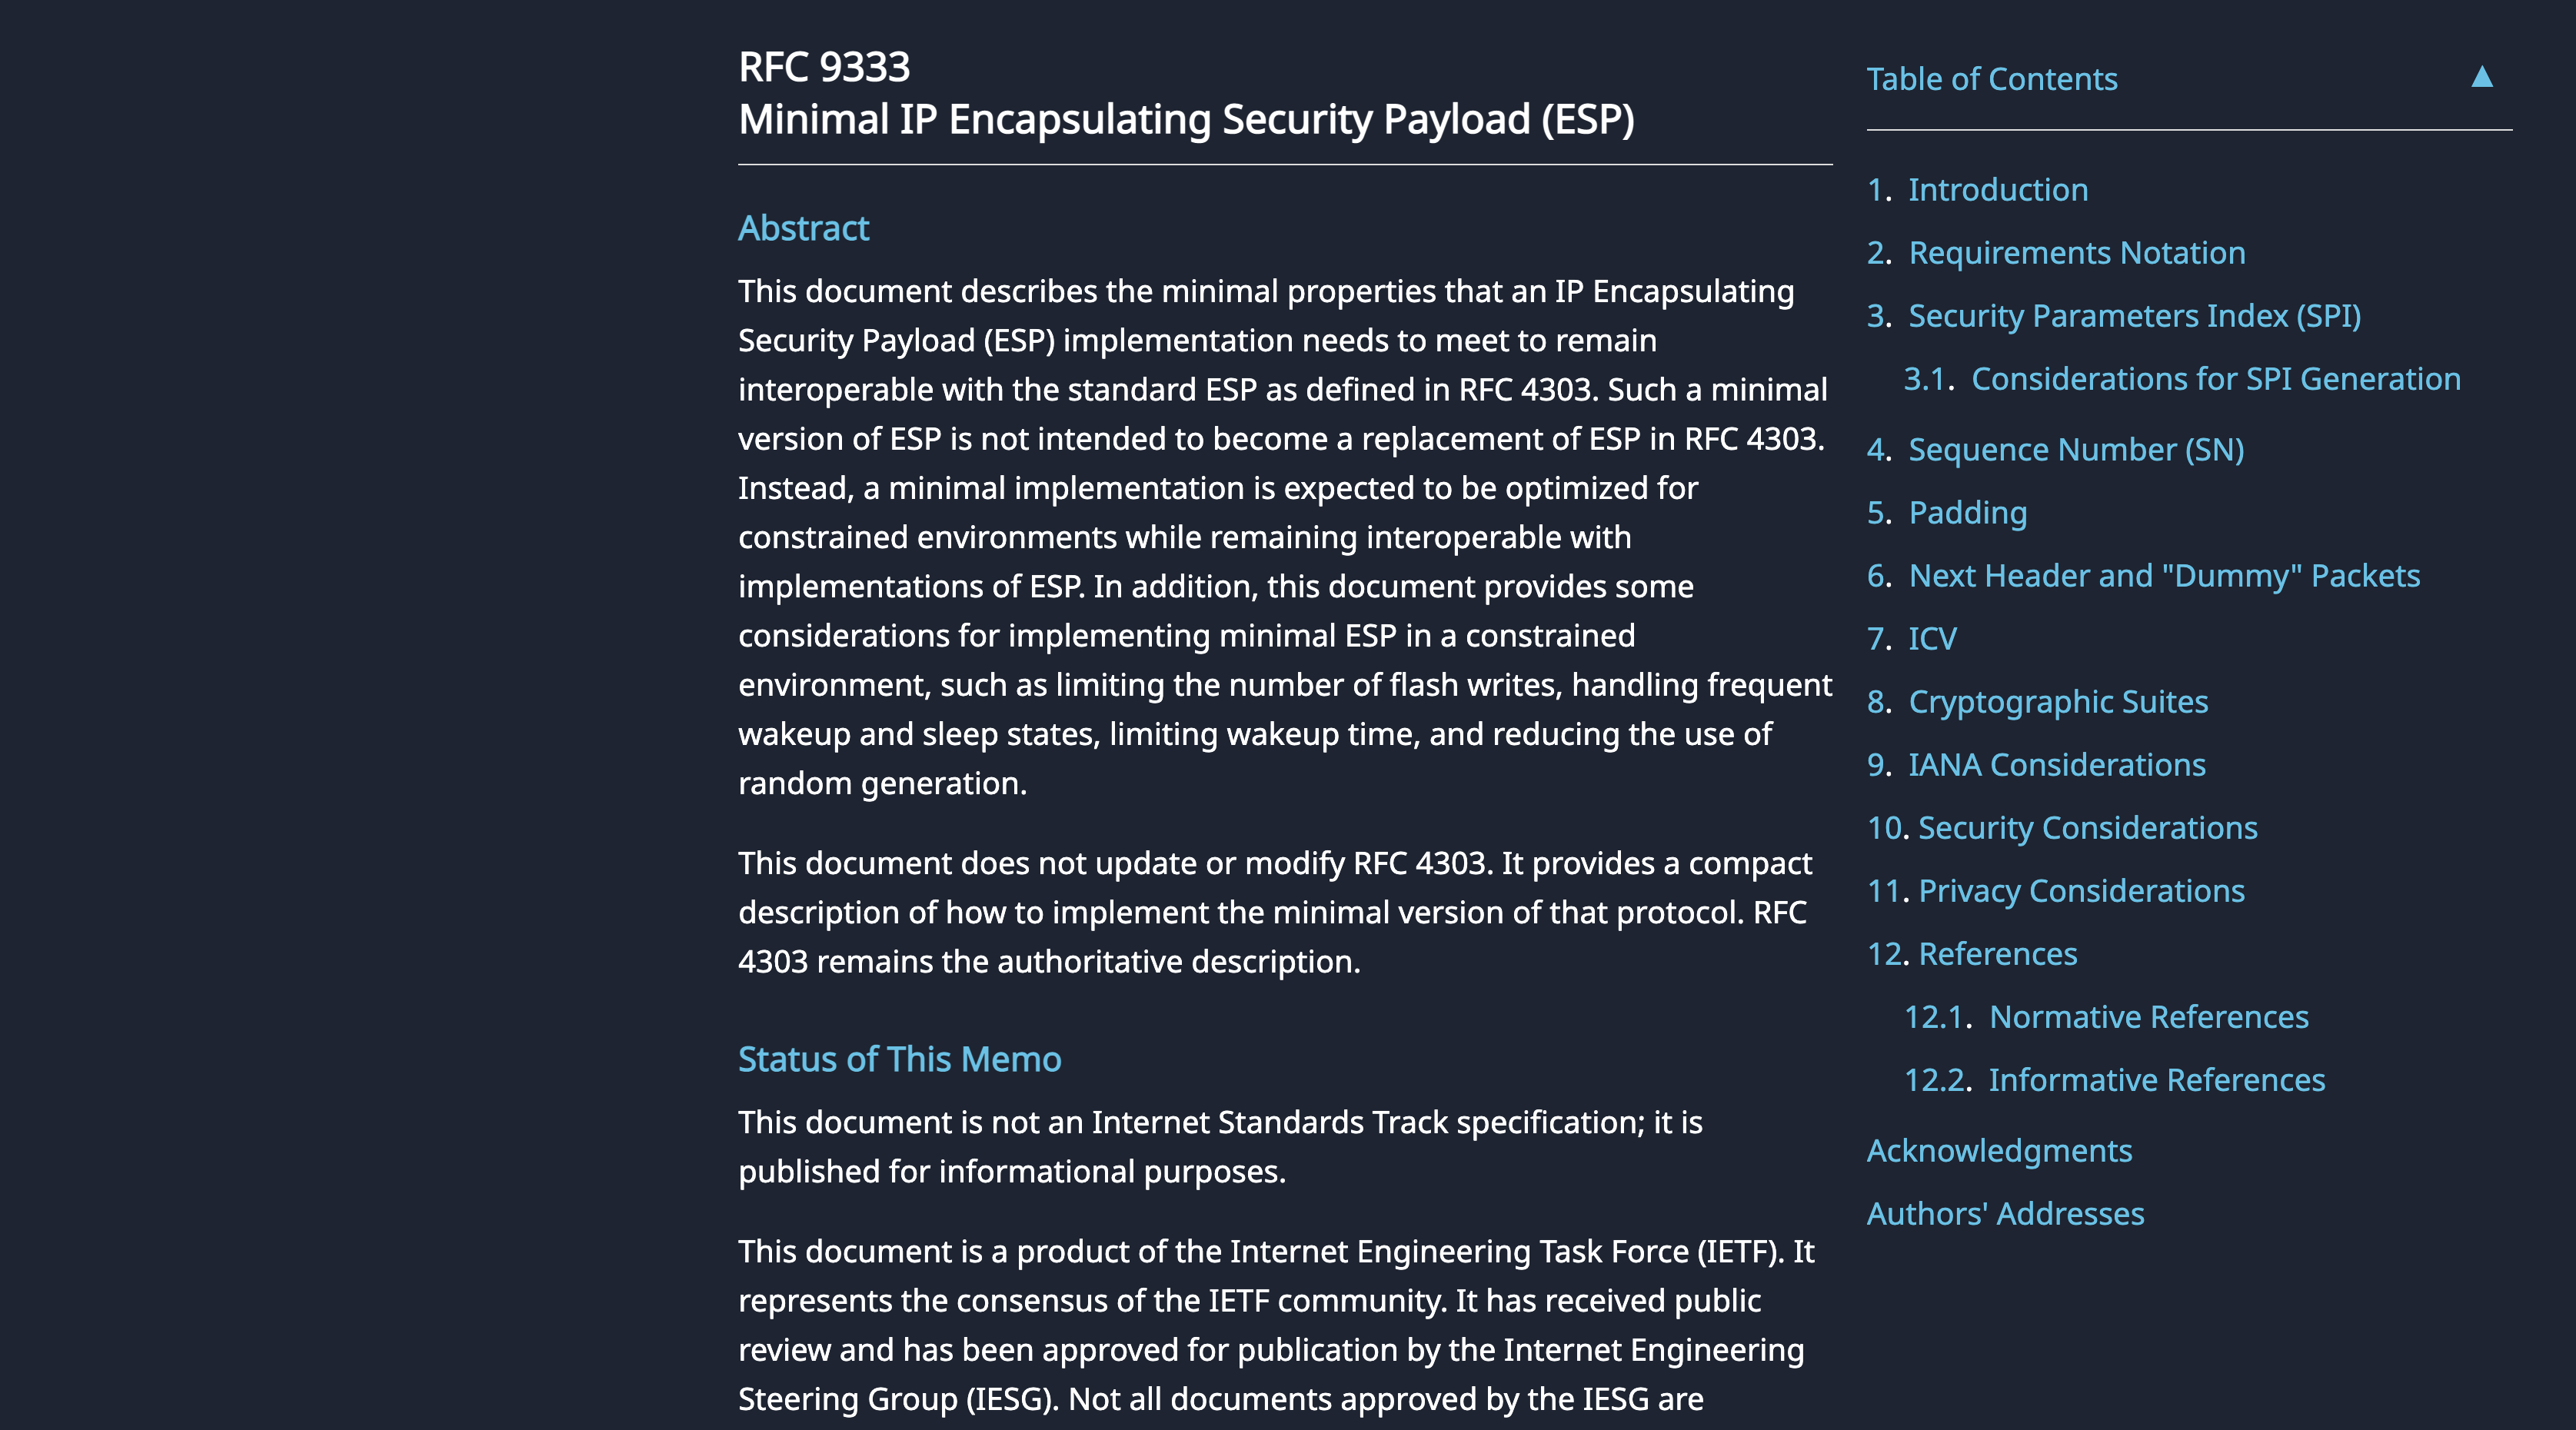 RFC 9333
Minimal IP Encapsulating Security Payload (ESP)
Abstract
This document describes the minimal properties that an IP Encapsulating
Security Payload (ESP) implementation needs to meet to remain
interoperable with the standard ESP as defined in RFC 4303. Such a minimal
version of ESP is not intended to become a replacement of ESP in RFC 4303.
Instead, a minimal implementation is expected to be optimized for
constrained environments while remaining interoperable with
implementations of ESP. In addition, this document provides some
considerations for implementing minimal ESP in a constrained
environment, such as limiting the number of flash writes, handling frequent
wakeup and sleep states, limiting wakeup time, and reducing the use of
random generation.
This document does not update or modify RFC 4303. It provides a compact
description of how to implement the minimal version of that protocol. RFC
4303 remains the authoritative description.
Status of This Memo
This document is not an Internet Standards Track specification; it is
published for informational purposes.
This document is a product of the Internet Engineering Task Force (IETF). It
represents the consensus of the IETF community. It has received public
review and has been approved for publication by the Internet Engineering
Steering Group (IESG). Not all documents approved by the IESG are
Table of Contents ▲
1. Introduction
2. Requirements Notation
3. Security Parameters Index (SPI)
3.1. Considerations for SPI Generation
4. Sequence Number (SN)
5. Padding
6. Next Header and "Dummy" Packets
7. ICV
8. Cryptographic Suites
9. IANA Considerations
10. Security Considerations
11. Privacy Considerations
12. References
12.1. Normative References
12.2. Informative References
Acknowledgments
Authors' Addresses